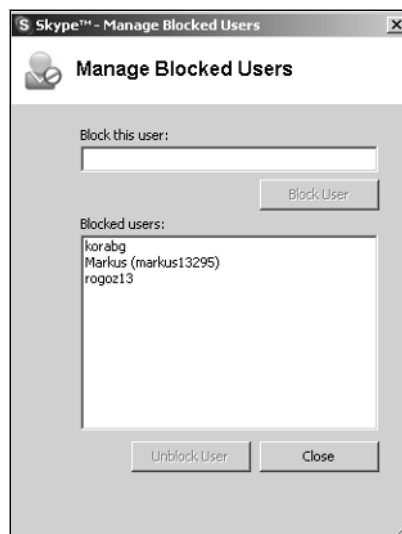 S Skype™ - Manage Blocked Users
Manage Blocked Users
Block this user:
Block User
Blocked users:
korabg
Markus (markus13295)
rogoz13
Unblock User
Close